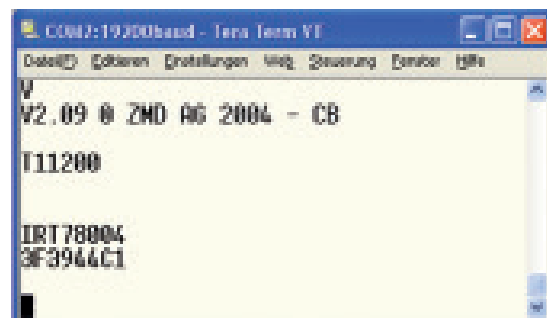 COM2:19200baud - Tera Term VT
Datei(F) Editieren Einstellungen Web Steuerung Fenster Hilfe
V
V2.09 @ ZMD AG 2004 - CB
T11200
IRT78004
3F3944C1